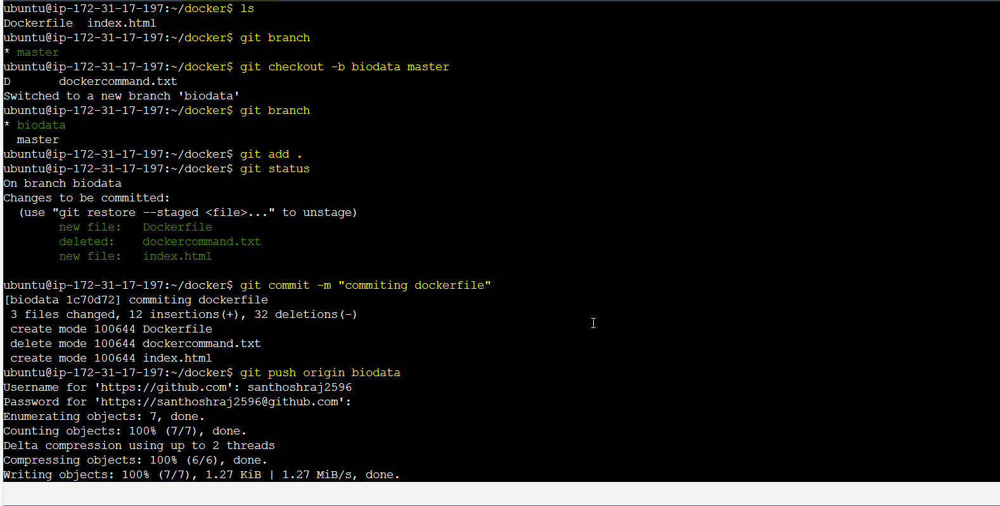 ubuntu@ip-172-31-17-197:~/docker$ ls
Dockerfile  index.html
ubuntu@ip-172-31-17-197:~/docker$ git branch
* master
ubuntu@ip-172-31-17-197:~/docker$ git checkout -b biodata master
D       dockercommand.txt
Switched to a new branch 'biodata'
ubuntu@ip-172-31-17-197:~/docker$ git branch
* biodata
  master
ubuntu@ip-172-31-17-197:~/docker$ git add .
ubuntu@ip-172-31-17-197:~/docker$ git status
On branch biodata
Changes to be committed:
  (use "git restore --staged <file>..." to unstage)
        new file:   Dockerfile
        deleted:    dockercommand.txt
        new file:   index.html

ubuntu@ip-172-31-17-197:~/docker$ git commit -m "commiting dockerfile"
[biodata 1c70d72] commiting dockerfile
 3 files changed, 12 insertions(+), 32 deletions(-)
 create mode 100644 Dockerfile
 delete mode 100644 dockercommand.txt
 create mode 100644 index.html
ubuntu@ip-172-31-17-197:~/docker$ git push origin biodata
Username for 'https://github.com': santhoshraj2596
Password for 'https://santhoshraj2596@github.com':
Enumerating objects: 7, done.
Counting objects: 100% (7/7), done.
Delta compression using up to 2 threads
Compressing objects: 100% (6/6), done.
Writing objects: 100% (7/7), 1.27 KiB | 1.27 MiB/s, done.